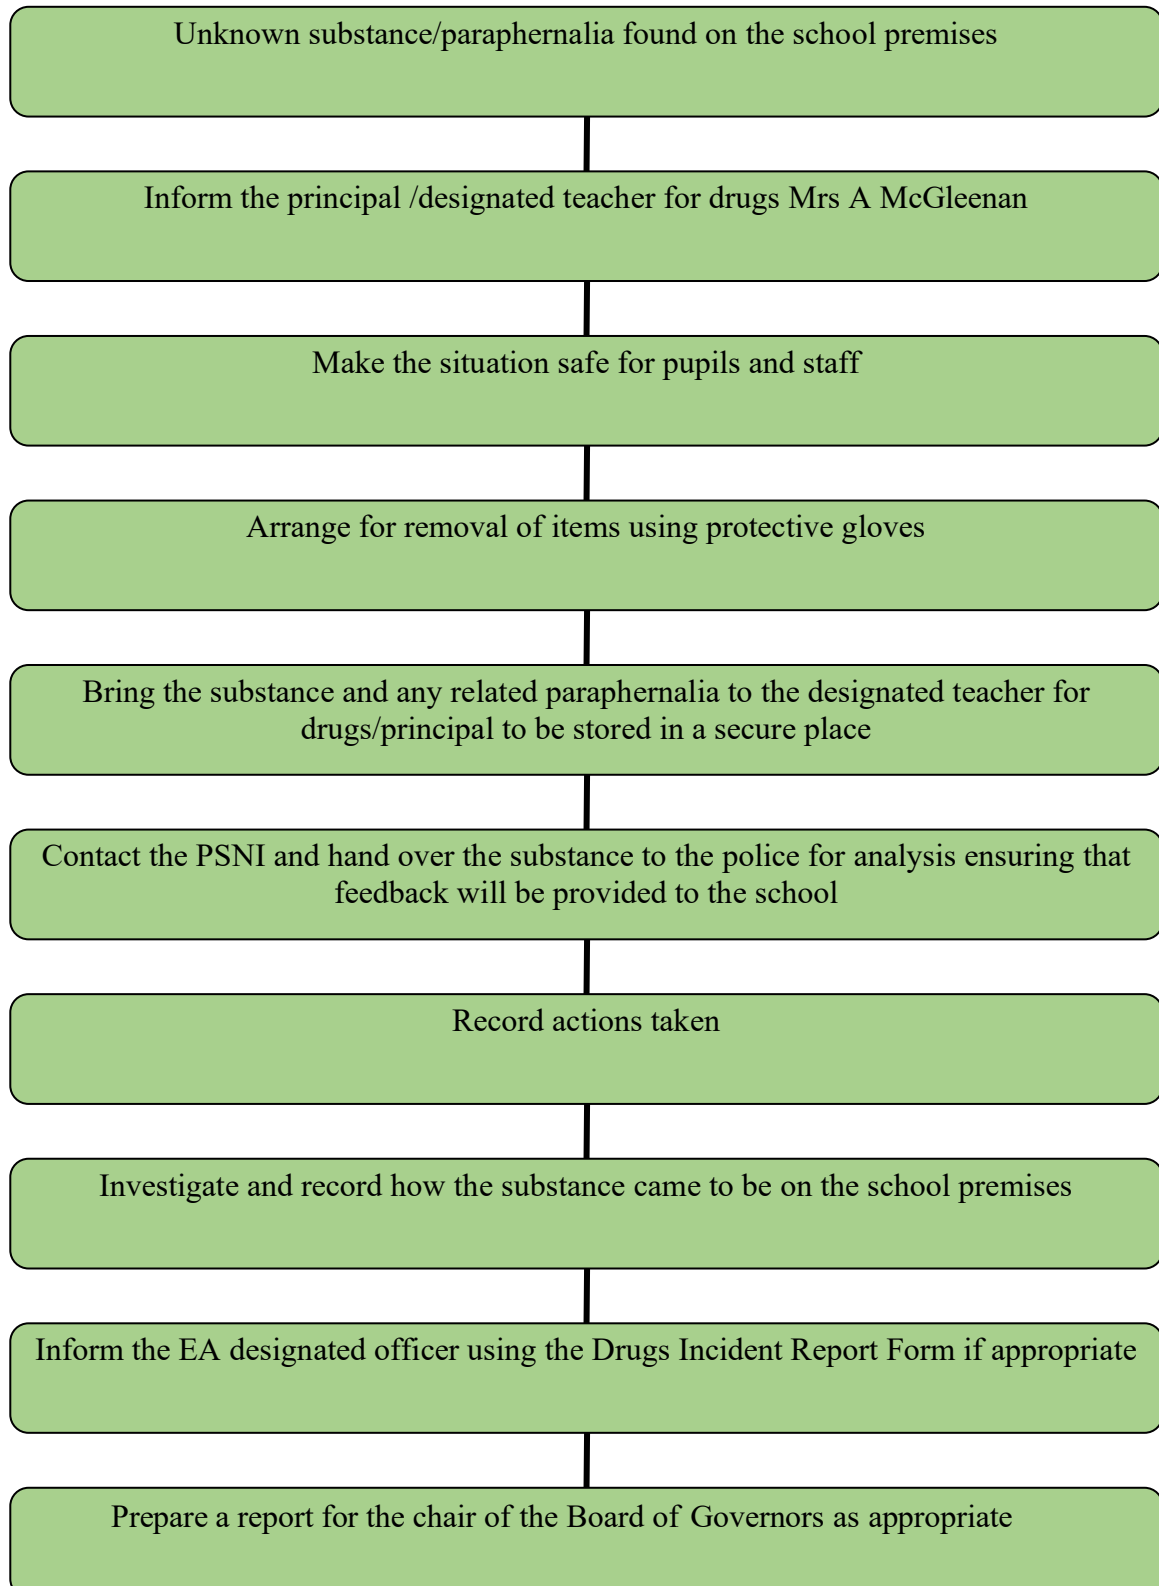 Unknown substance/paraphernalia found on the school premises
Inform the principal /designated teacher for drugs Mrs A McGleenan
Make the situation safe for pupils and staff
Arrange for removal of items using protective gloves
Bring the substance and any related paraphernalia to the designated teacher for
drugs/principal to be stored in a secure place
Contact the PSNI and hand over the substance to the police for analysis ensuring that
feedback will be provided to the school
Record actions taken
Investigate and record how the substance came to be on the school premises
Inform the EA designated officer using the Drugs Incident Report Form if appropriate
Prepare a report for the chair of the Board of Governors as appropriate